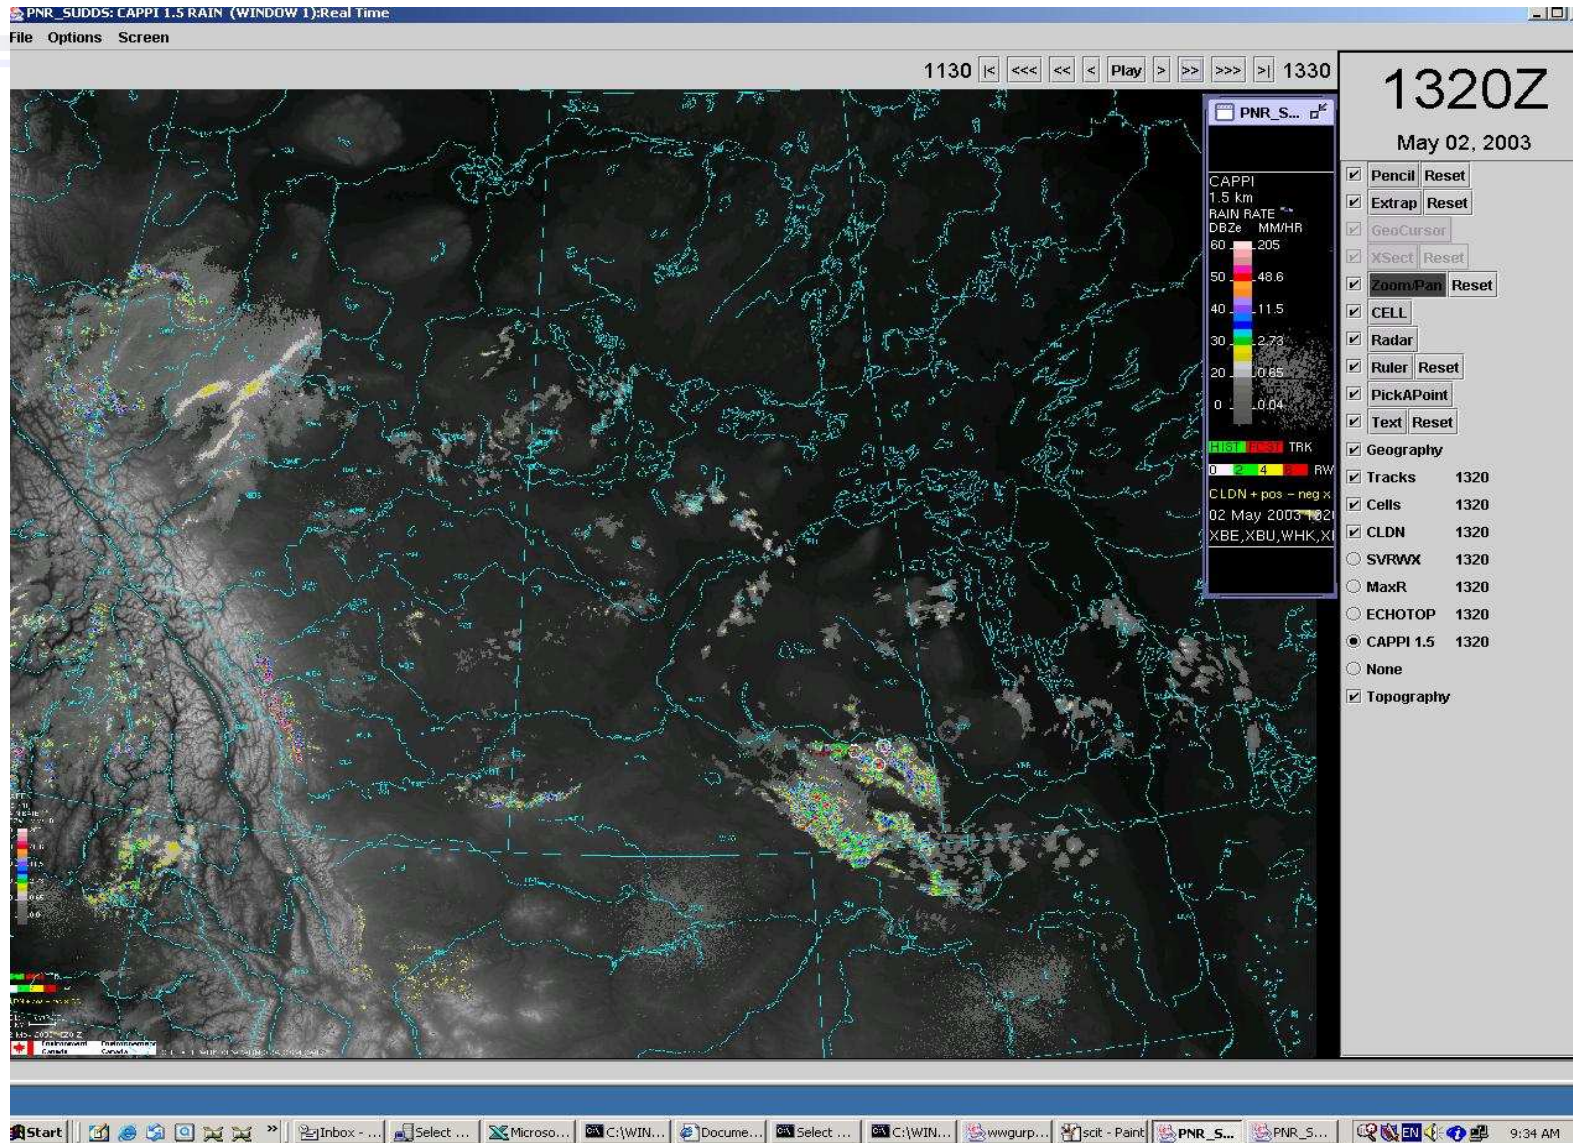 PNR_SUDDS: CAPPI 1.5 RAIN (WINDOW 1):Real Time
File Options Screen
1130 |< <<< << < Play > >> >>> >| 1330
1320Z
May 02, 2003
PNR_S...
CAPPI
1.5 km
RAIN RATE
DBZe MM/HR
60 205
50 48.6
40 11.5
30 2.73
20 0.65
0 0.04
HIST FCST TRK
0 2 4 RW
CLDN + pos - neg x
02 May 2003
XBE,XBU,WHK,
Pencil Reset
Extrap Reset
GeoCursor
XSect Reset
Zoom/Pan Reset
CELL
Radar
Ruler Reset
PickAPoint
Text Reset
Geography
Tracks 1320
Cells 1320
CLDN 1320
SVRWX 1320
MaxR 1320
ECHOTOP 1320
CAPPI 1.5 1320
None
Topography
Environment Environnement
Canada Canada
Start » Inbox - ... Select ... Microso... C:\WIN... Docume... Select ... C:\WIN... wwgurp... scit - Paint PNR_S... PNR_S... EN 9:34 AM